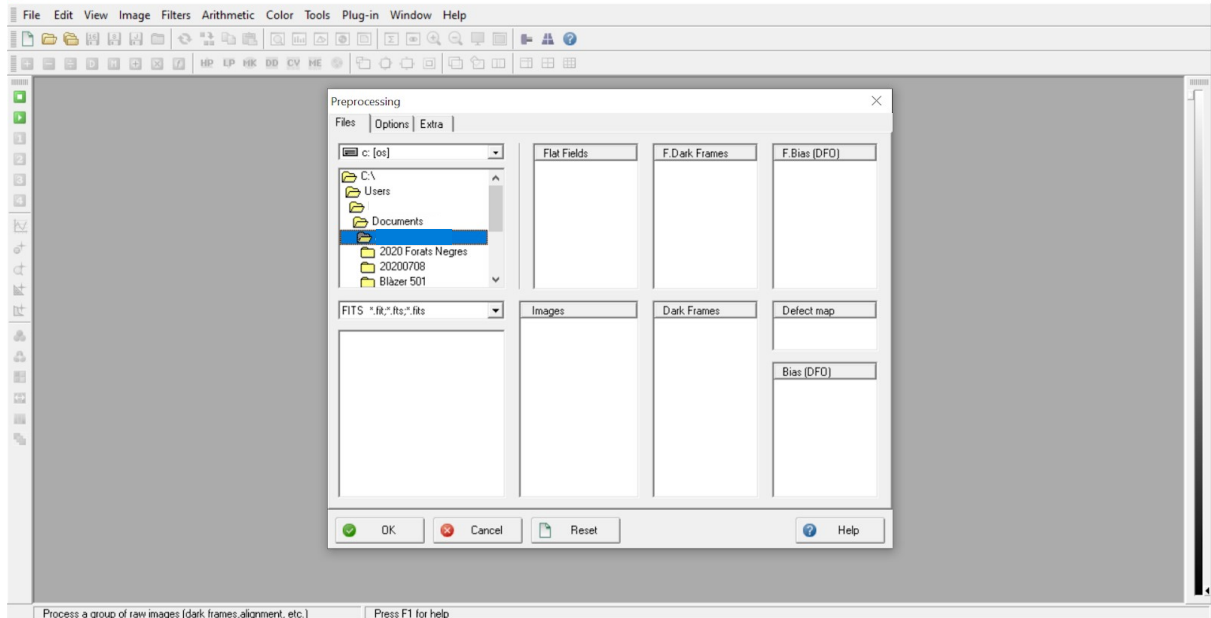 File Edit View Image Filters Arithmetic Color Tools Plug-in Window Help
HP LP MK DD CV ME
Preprocessing
Files Options Extra
c: [os]
C:\
Users
Documents
2020 Forats Negres
20200708
Blàzer 501
Flat Fields
F.Dark Frames
F.Bias (DFO)
FITS *.fit;*.fts;*.fits
Images
Dark Frames
Defect map
Bias (DFO)
OK Cancel Reset Help
Process a group of raw images (dark frames,alignment, etc.) Press F1 for help